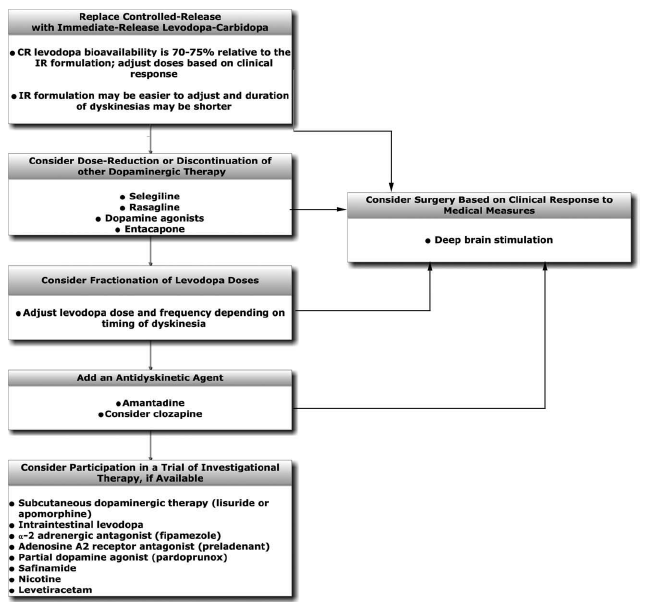 Replace Controlled-Release
with Immediate-Release Levodopa-Carbidopa
● CR levodopa bioavailability is 70-75% relative to the
IR formulation; adjust doses based on clinical
response
● IR formulation may be easier to adjust and duration
of dyskinesias may be shorter
Consider Dose-Reduction or Discontinuation of
other Dopaminergic Therapy
● Selegiline
● Rasagline
● Dopamine agonists
● Entacapone
Consider Surgery Based on Clinical Response to
Medical Measures
● Deep brain stimulation
Consider Fractionation of Levodopa Doses
● Adjust levodopa dose and frequency depending on
timing of dyskinesia
Add an Antidyskinetic Agent
● Amantadine
● Consider clozapine
Consider Participation in a Trial of Investigational
Therapy, if Available
● Subcutaneous dopaminergic therapy (lisuride or
apomorphine)
● Intraintestinal levodopa
● α-2 adrenergic antagonist (fipamezole)
● Adenosine A2 receptor antagonist (preladenant)
● Partial dopamine agonist (pardoprunox)
● Safinamide
● Nicotine
● Levetiracetam